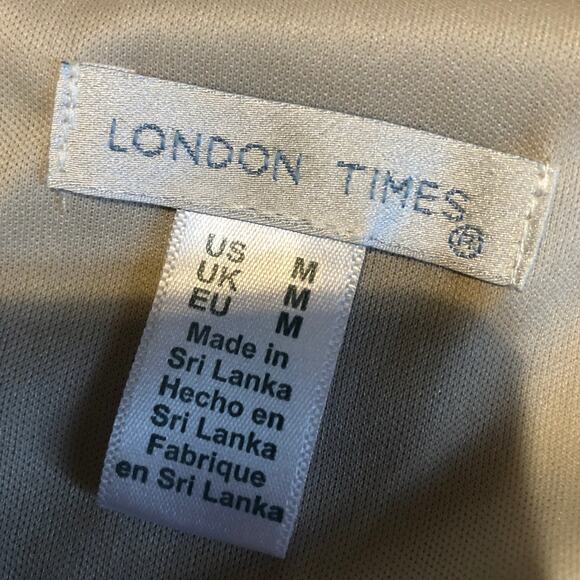 LONDON TIMES®
US M
UK M
EU M
Made in
Sri Lanka
Hecho en
Sri Lanka
Fabrique
en Sri Lanka